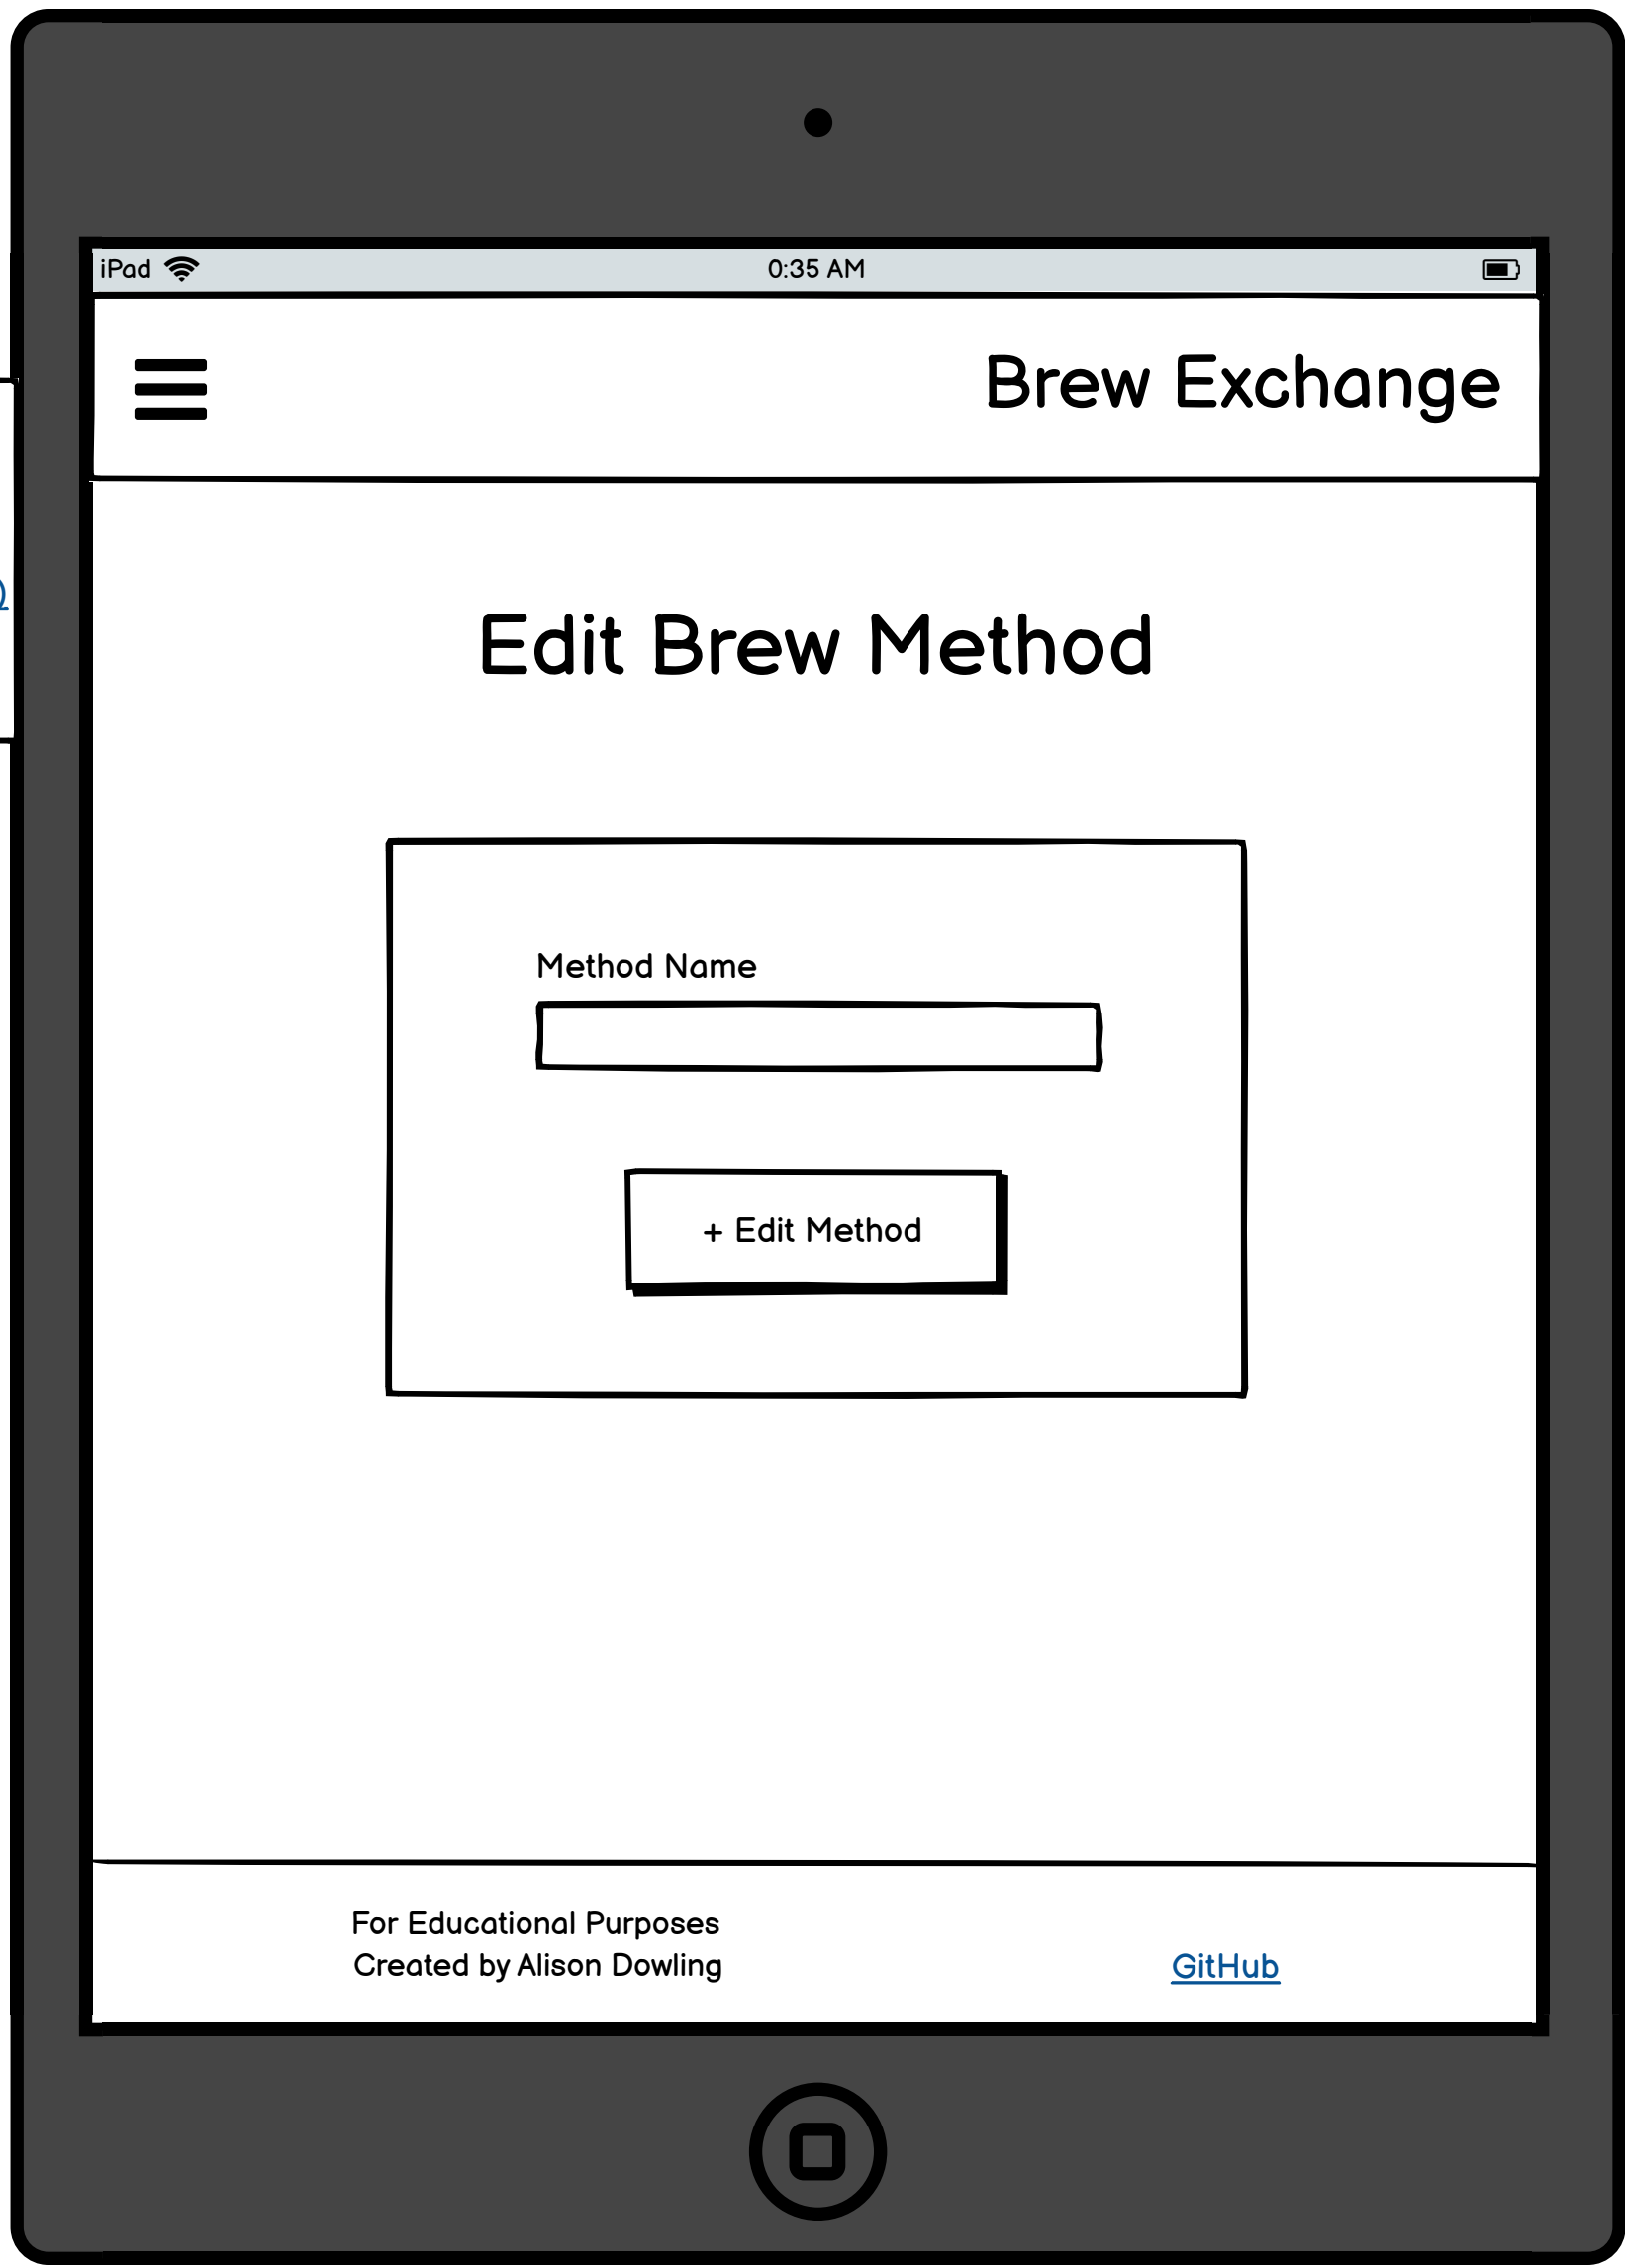 iPad 0:35 AM
Brew Exchange
Edit Brew Method
Method Name
+ Edit Method
For Educational Purposes
Created by Alison Dowling
GitHub